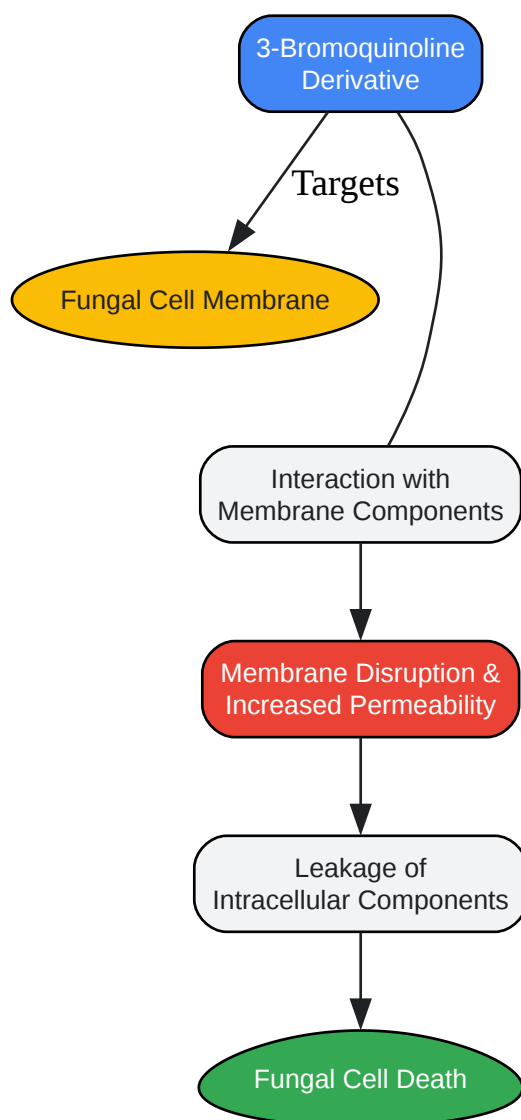 3-Bromoquinoline
Derivative
Targets
Fungal Cell Membrane
Interaction with
Membrane Components
Membrane Disruption &
Increased Permeability
Leakage of
Intracellular Components
Fungal Cell Death